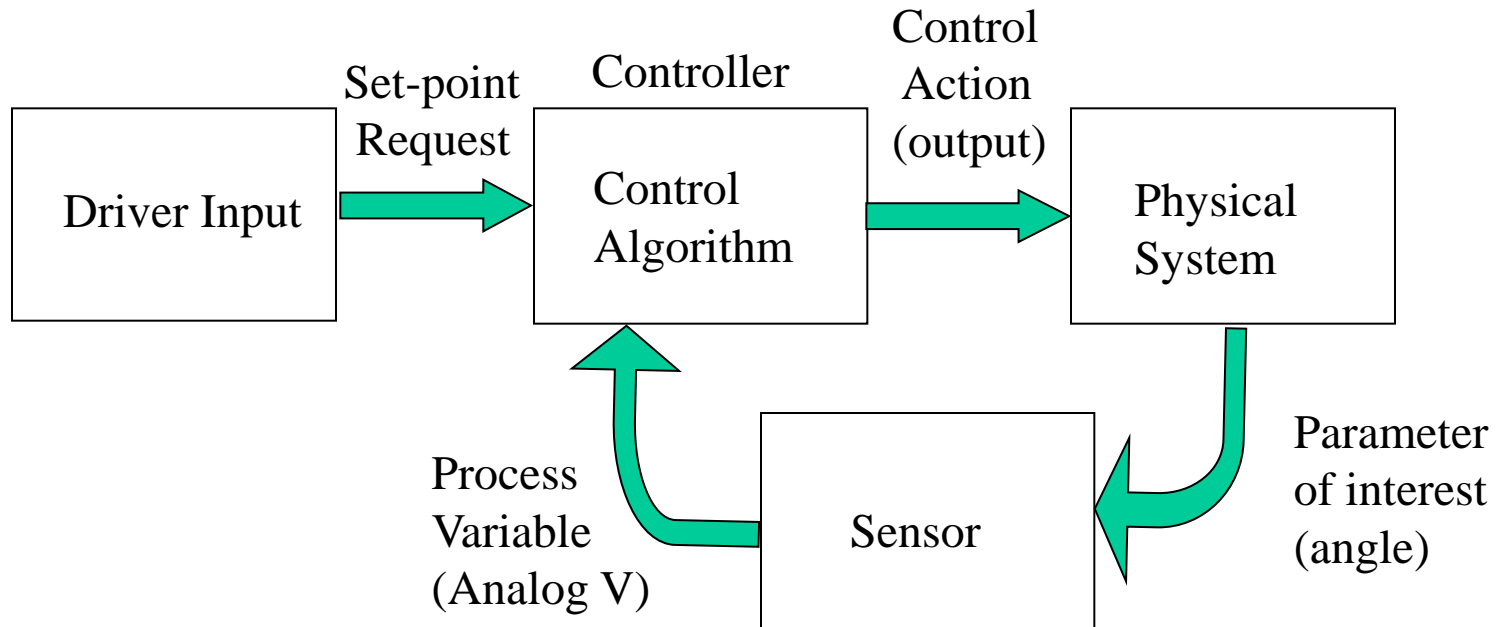 Driver Input
Set-point
Request
Controller
Control
Algorithm
Control
Action
(output)
Physical
System
Parameter
of interest
(angle)
Sensor
Process
Variable
(Analog V)